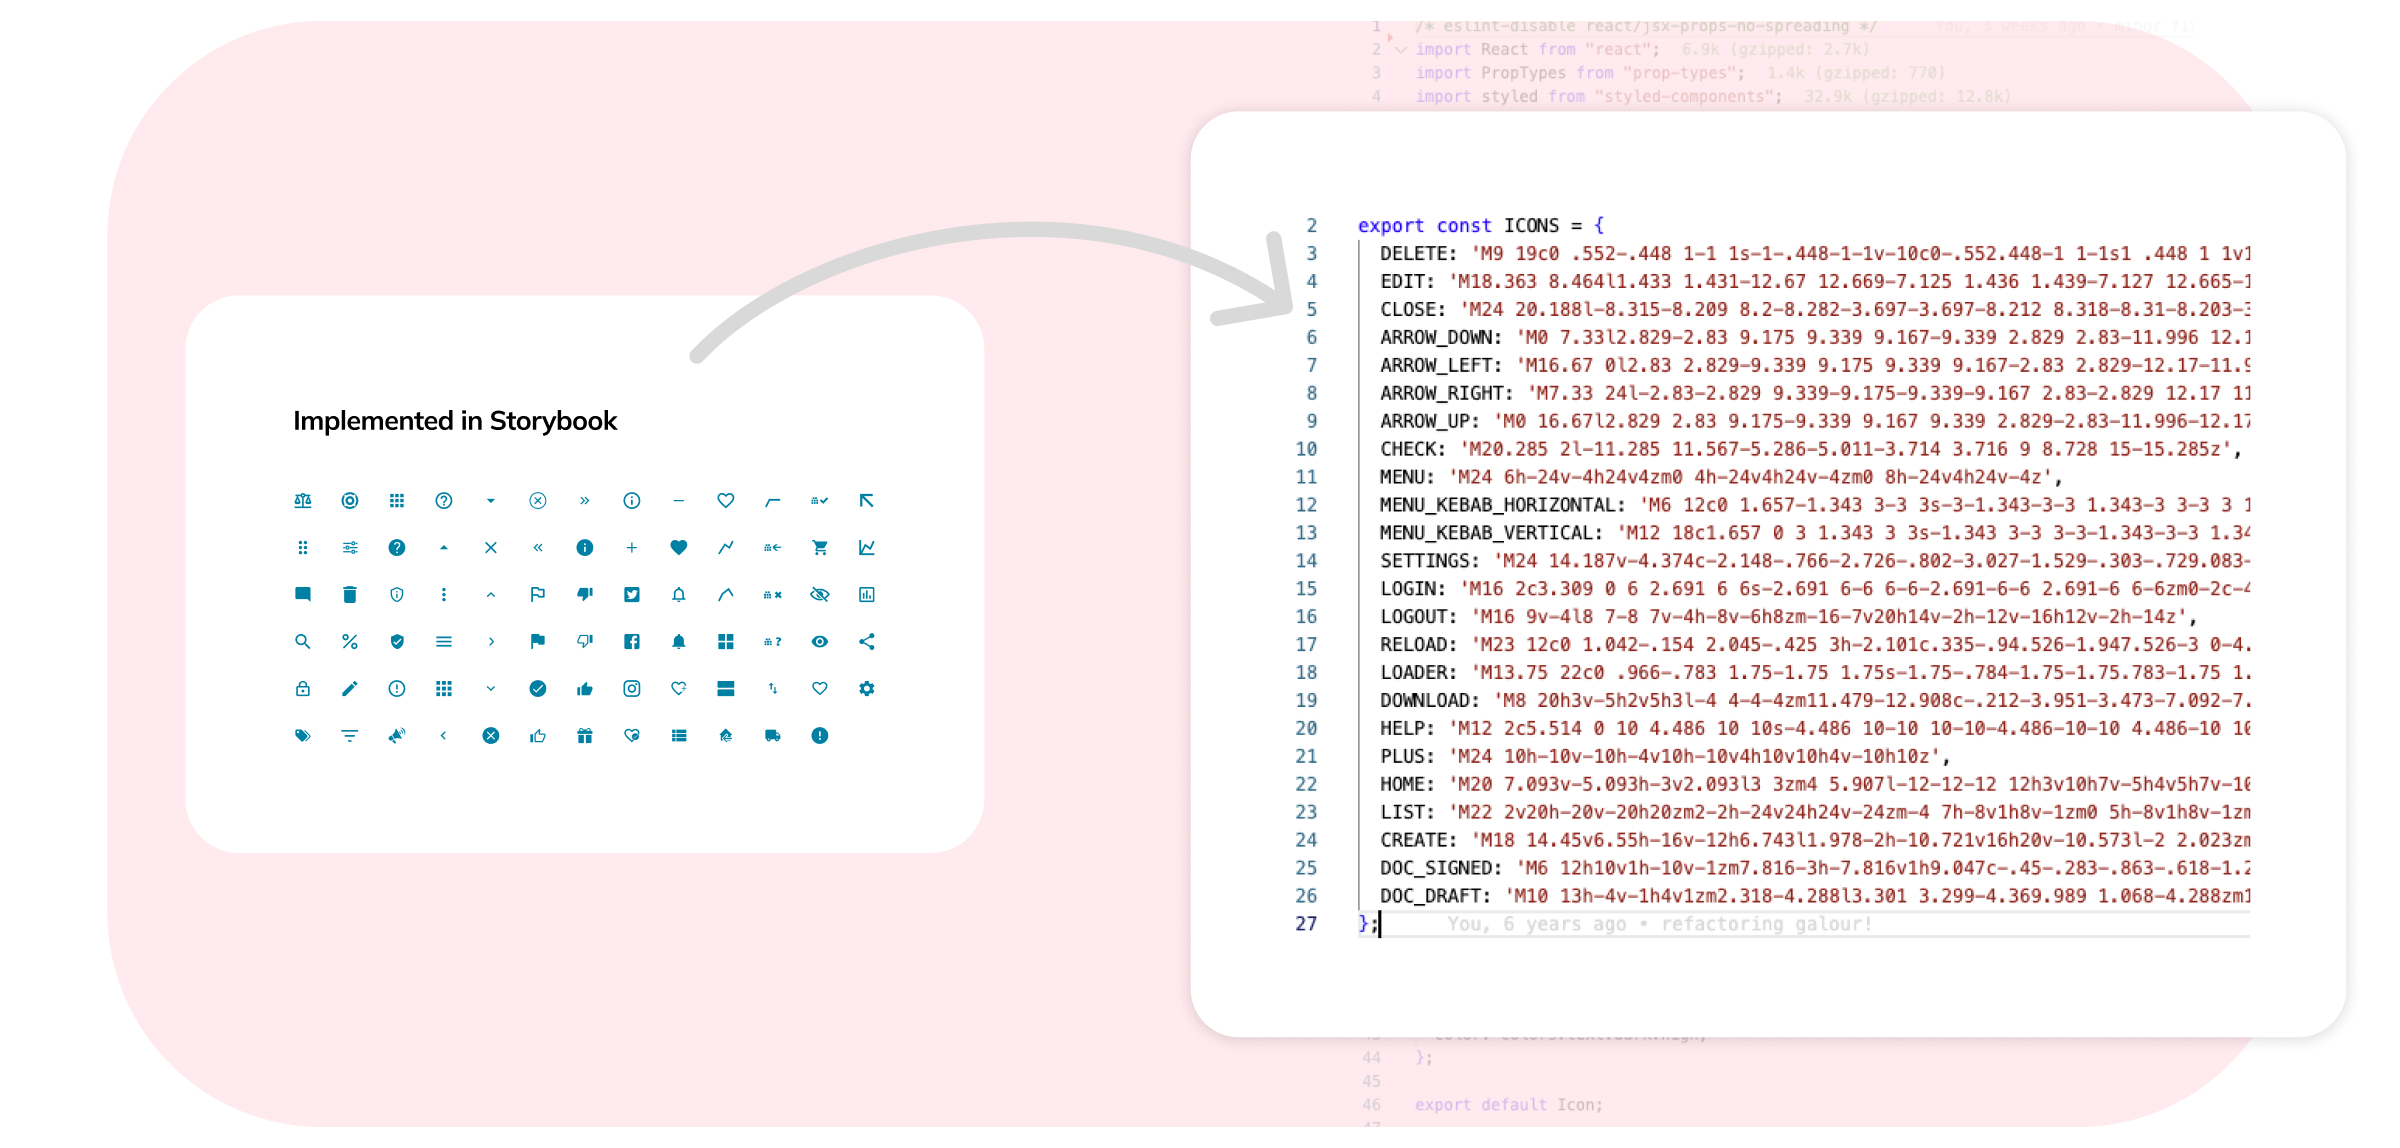 1 /* eslint-disable react/jsx-props-no-spreading */ You, 3 weeks ago • minor
2 import React from "react"; 6.9k (gzipped: 2.7k)
3 import PropTypes from "prop-types"; 1.4k (gzipped: 770)
4 import styled from "styled-components"; 32.9k (gzipped: 12.8k)
Implemented in Storybook
2 export const ICONS = {
3 DELETE: 'M9 19c0 .552-.448 1-1 1s-1-.448-1-1v-10c0-.552.448-1 1-1s1 .448 1 1v1
4 EDIT: 'M18.363 8.464l1.433 1.431-12.67 12.669-7.125 1.436 1.439-7.127 12.665-1
5 CLOSE: 'M24 20.188l-8.315-8.209 8.2-8.282-3.697-3.697-8.212 8.318-8.31-8.203-3
6 ARROW_DOWN: 'M0 7.33l2.829-2.83 9.175 9.339 9.167-9.339 2.829 2.83-11.996 12.1
7 ARROW_LEFT: 'M16.67 0l2.83 2.829-9.339 9.175 9.339 9.167-2.83 2.829-12.17-11.9
8 ARROW_RIGHT: 'M7.33 24l-2.83-2.829 9.339-9.175-9.339-9.167 2.83-2.829 12.17 11
9 ARROW_UP: 'M0 16.67l2.829 2.83 9.175-9.339 9.167 9.339 2.829-2.83-11.996-12.17
10 CHECK: 'M20.285 2l-11.285 11.567-5.286-5.011-3.714 3.716 9 8.728 15-15.285z',
11 MENU: 'M24 6h-24v-4h24v4zm0 4h-24v4h24v-4zm0 8h-24v4h24v-4z',
12 MENU_KEBAB_HORIZONTAL: 'M6 12c0 1.657-1.343 3-3 3s-3-1.343-3-3 1.343-3 3-3 3 1
13 MENU_KEBAB_VERTICAL: 'M12 18c1.657 0 3 1.343 3 3s-1.343 3-3 3-3-1.343-3-3 1.34
14 SETTINGS: 'M24 14.187v-4.374c-2.148-.766-2.726-.802-3.027-1.529-.303-.729.083-
15 LOGIN: 'M16 2c3.309 0 6 2.691 6 6s-2.691 6-6 6-6-2.691-6-6 2.691-6 6-6zm0-2c-4
16 LOGOUT: 'M16 9v-4l8 7-8 7v-4h-8v-6h8zm-16-7v20h14v-2h-12v-16h12v-2h-14z',
17 RELOAD: 'M23 12c0 1.042-.154 2.045-.425 3h-2.101c.335-.94.526-1.947.526-3 0-4.
18 LOADER: 'M13.75 22c0 .966-.783 1.75-1.75 1.75s-1.75-.784-1.75-1.75.783-1.75 1.
19 DOWNLOAD: 'M8 20h3v-5h2v5h3l-4 4-4-4zm11.479-12.908c-.212-3.951-3.473-7.092-7.
20 HELP: 'M12 2c5.514 0 10 4.486 10 10s-4.486 10-10 10-10-4.486-10-10 4.486-10 10
21 PLUS: 'M24 10h-10v-10h-4v10h-10v4h10v10h4v-10h10z',
22 HOME: 'M20 7.093v-5.093h-3v2.093l3 3zm4 5.907l-12-12-12 12h3v10h7v-5h4v5h7v-10
23 LIST: 'M22 2v20h-20v-20h20zm2-2h-24v24h24v-24zm-4 7h-8v1h8v-1zm0 5h-8v1h8v-1zm
24 CREATE: 'M18 14.45v6.55h-16v-12h6.743l1.978-2h-10.721v16h20v-10.573l-2 2.023zm
25 DOC_SIGNED: 'M6 12h10v1h-10v-1zm7.816-3h-7.816v1h9.047c-.45-.283-.863-.618-1.2
26 DOC_DRAFT: 'M10 13h-4v-1h4v1zm2.318-4.288l3.301 3.299-4.369.989 1.068-4.288zm1
27 }; You, 6 years ago • refactoring galour!
44 };
45
46 export default Icon;